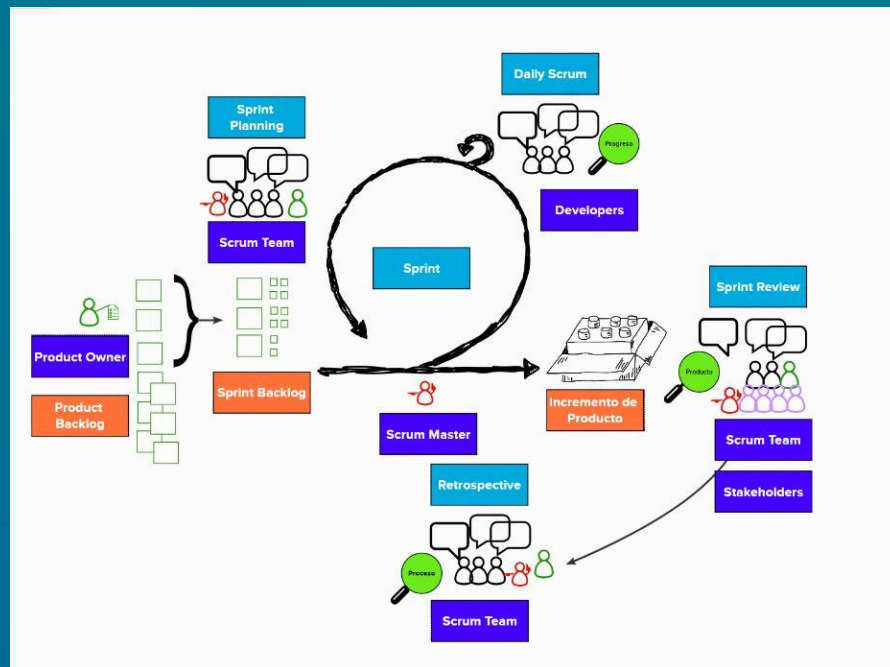 Daily Scrum
Progreso
Developers
Sprint
Planning
Scrum Team
Sprint
Product Owner
Product
Backlog
Sprint Backlog
Scrum Master
Incremento de
Producto
Sprint Review
Producto
Scrum Team
Stakeholders
Retrospective
Proceso
Scrum Team